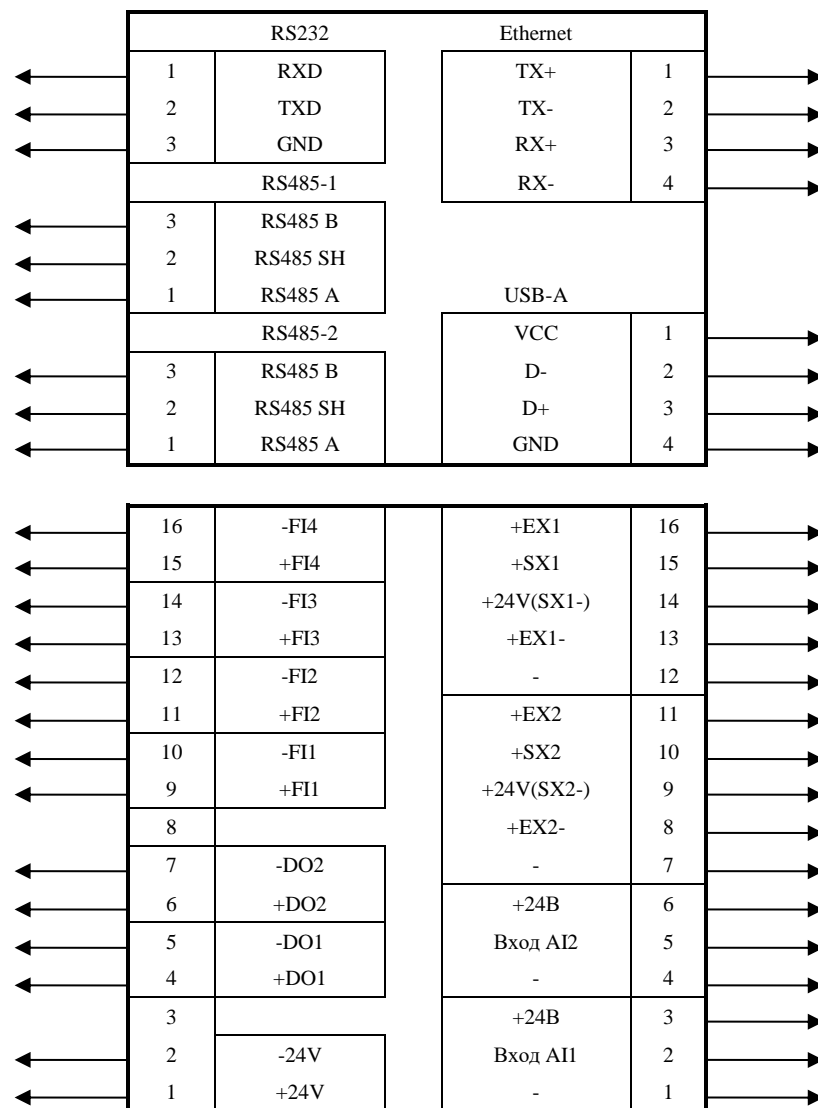 RS232 Ethernet
1 RXD TX+ 1
2 TXD TX- 2
3 GND RX+ 3
RS485-1 RX- 4
3 RS485 B
2 RS485 SH
1 RS485 A USB-A
RS485-2 VCC 1
3 RS485 B D- 2
2 RS485 SH D+ 3
1 RS485 A GND 4
16 -FI4 +EX1 16
15 +FI4 +SX1 15
14 -FI3 +24V(SX1-) 14
13 +FI3 +EX1- 13
12 -FI2 - 12
11 +FI2 +EX2 11
10 -FI1 +SX2 10
9 +FI1 +24V(SX2-) 9
8 +EX2- 8
7 -DO2 - 7
6 +DO2 +24В 6
5 -DO1 Вход AI2 5
4 +DO1 - 4
3 +24В 3
2 -24V Вход AI1 2
1 +24V - 1